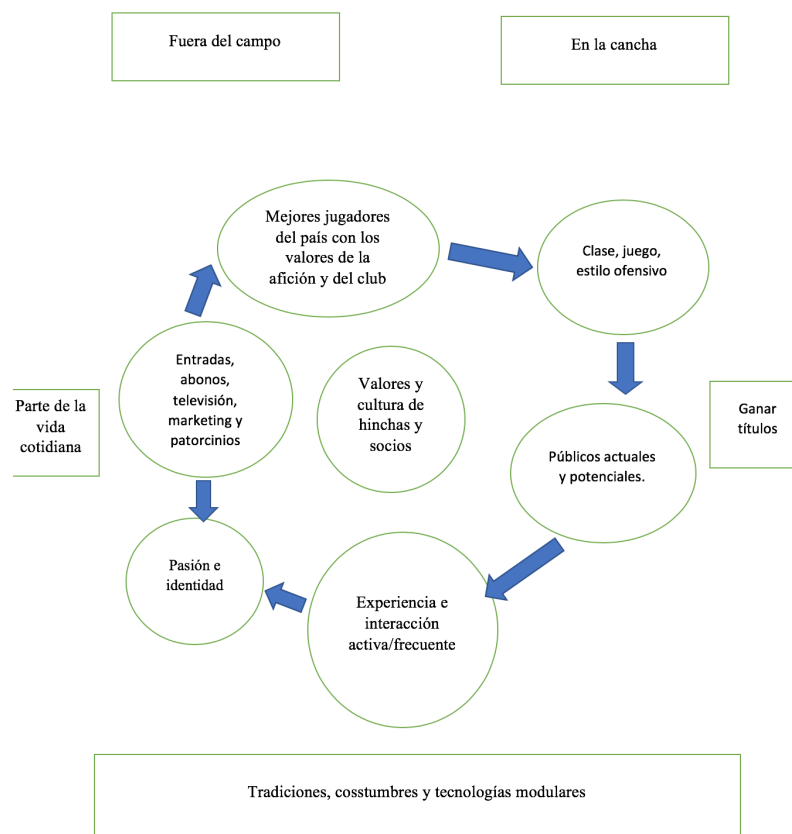 Fuera del campo
En la cancha
Mejores jugadores
del país con los
valores de la
afición y del club
Clase, juego,
estilo ofensivo
Entradas,
abonos,
televisión,
marketing y
patorcinios
Valores y
cultura de
hinchas y
socios
Parte de la
vida
cotidiana
Ganar
títulos
Públicos actuales
y potenciales.
Pasión e
identidad
Experiencia e
interacción
activa/frecuente
Tradiciones, cosstumbres y tecnologías modulares